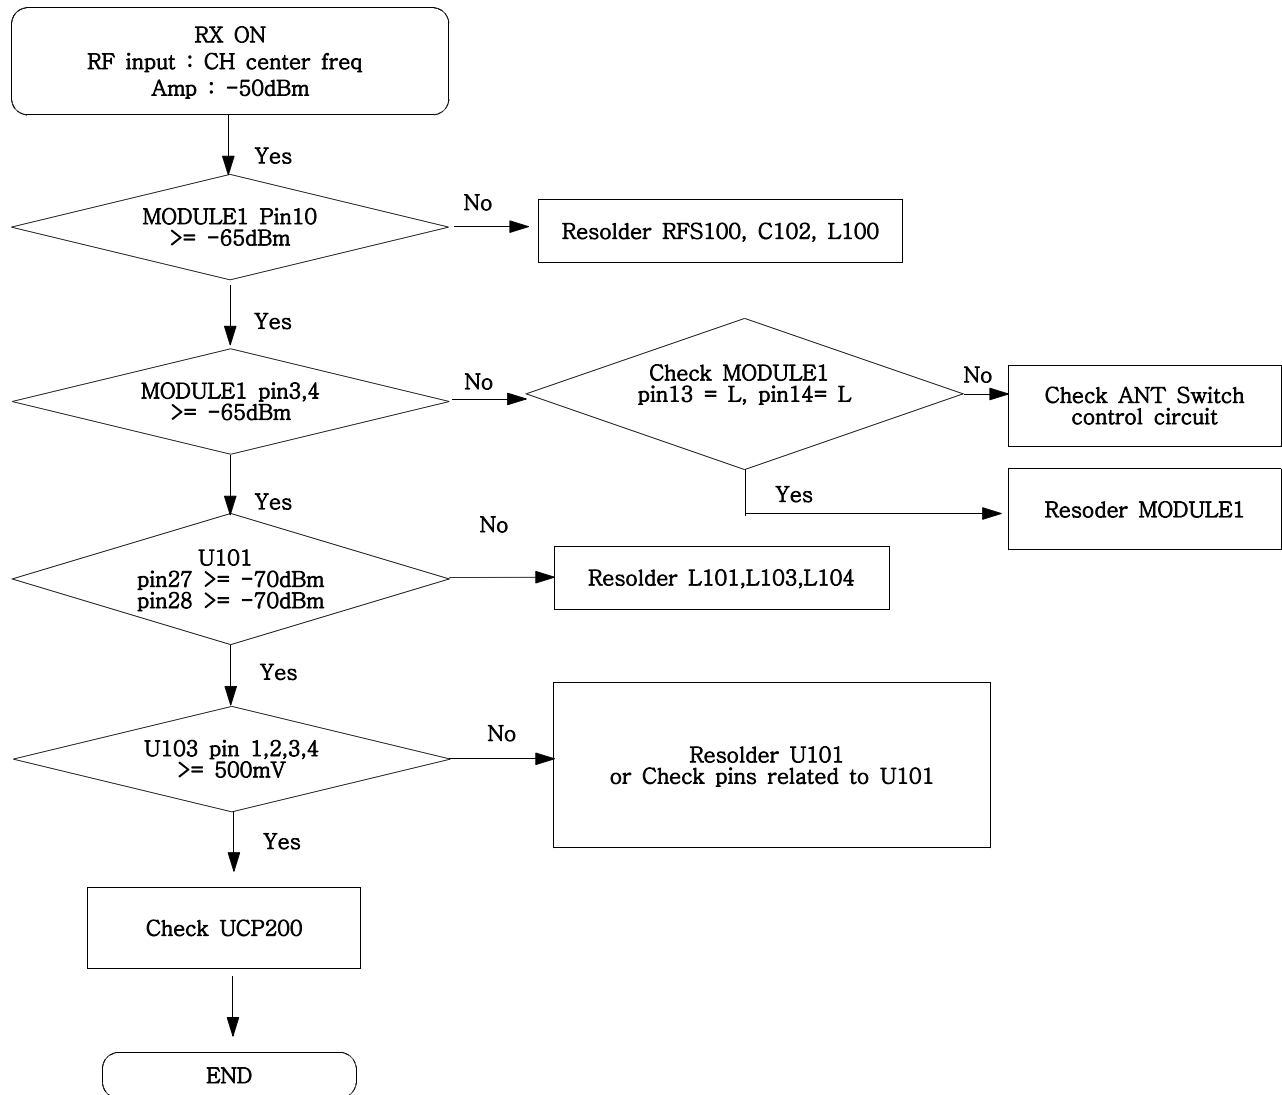 RX ON
RF input : CH center freq
Amp : -50dBm
Yes
MODULE1 Pin10
>= -65dBm
No
Resolder RFS100, C102, L100
Yes
MODULE1 pin3,4
>= -65dBm
No
Check MODULE1
pin13 = L, pin14= L
No
Check ANT Switch
control circuit
Yes
Resoder MODULE1
Yes
U101
pin27 >= -70dBm
pin28 >= -70dBm
No
Resolder L101,L103,L104
Yes
U103 pin 1,2,3,4
>= 500mV
No
Resolder U101
or Check pins related to U101
Yes
Check UCP200
END